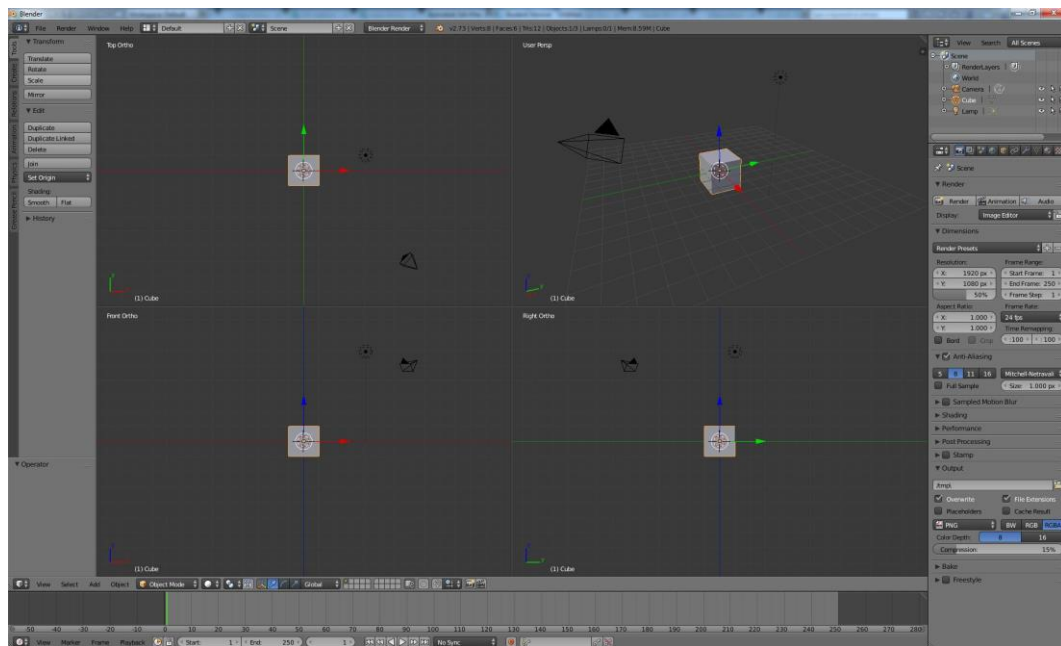 Blender
File Render Window Help Default Scene Blender Render v2.73 | Verts:8 | Faces:6 | Tris:12 | Objects:1/3 | Lamps:0/1 | Mem:8.59M | Cube
Tools
Create
Relations
Animation
Physics
Grease Pencil
Transform
Translate
Rotate
Scale
Mirror
Edit
Duplicate
Duplicate Linked
Delete
Join
Set Origin
Shading
Smooth Flat
History
Operator
Top Ortho
(1) Cube
User Persp
(1) Cube
Front Ortho
(1) Cube
Right Ortho
(1) Cube
View Select Add Object Object Mode Global
-50 -40 -30 -20 -10 0 10 20 30 40 50 60 70 80 90 100 110 120 130 140 150 160 170 180 190 200 210 220 230 240 250 260 270 280
View Marker Frame Playback Start: 1 End: 250 1 No Sync
View Search All Scenes
Scene
RenderLayers
World
Camera
Cube
Lamp
Scene
Render
Render Animation Audio
Display: Image Editor
Dimensions
Render Presets
Resolution: Frame Range:
X: 1920 px Start Frame: 1
Y: 1080 px End Frame: 250
50% Frame Step: 1
Aspect Ratio: Frame Rate:
X: 1.000 24 fps
Y: 1.000 Time Remapping:
Bord Crop :100 :100
Anti-Aliasing
5 8 11 16 Mitchell-Netravali
Full Sample Size: 1.000 px
Sampled Motion Blur
Shading
Performance
Post Processing
Stamp
Output
/tmp\
Overwrite File Extensions
Placeholders Cache Result
PNG BW RGB RGBA
Color Depth: 8 16
Compression: 15%
Bake
Freestyle